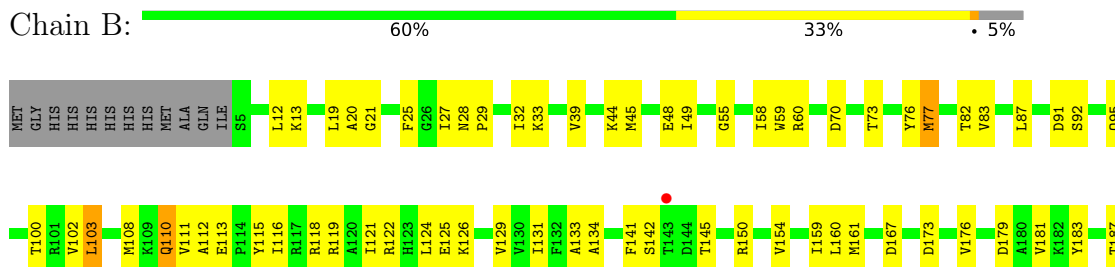 Chain B:
60% 33% • 5%
MET GLY HIS HIS HIS HIS HIS HIS MET ALA GLN ILE S5 L12 K13 L19 A20 G21 F25 G26 I27 N28 P29 I32 K33 V39 K44 M45 E48 I49 G55 I58 W59 R60 D70 T73 Y76 M77 T82 V83 L87 D91 S92
T100 R101 V102 L103 M108 K109 Q110 V111 A112 E113 P114 Y115 I116 R117 R118 R119 A120 I121 R122 H123 L124 E125 K126 V129 V130 I131 F132 A133 A134 F141 S142 T143 D144 T145 R150 V154 I159 L160 M161 D167 D173 V176 D179 A180 V181 K182 Y183